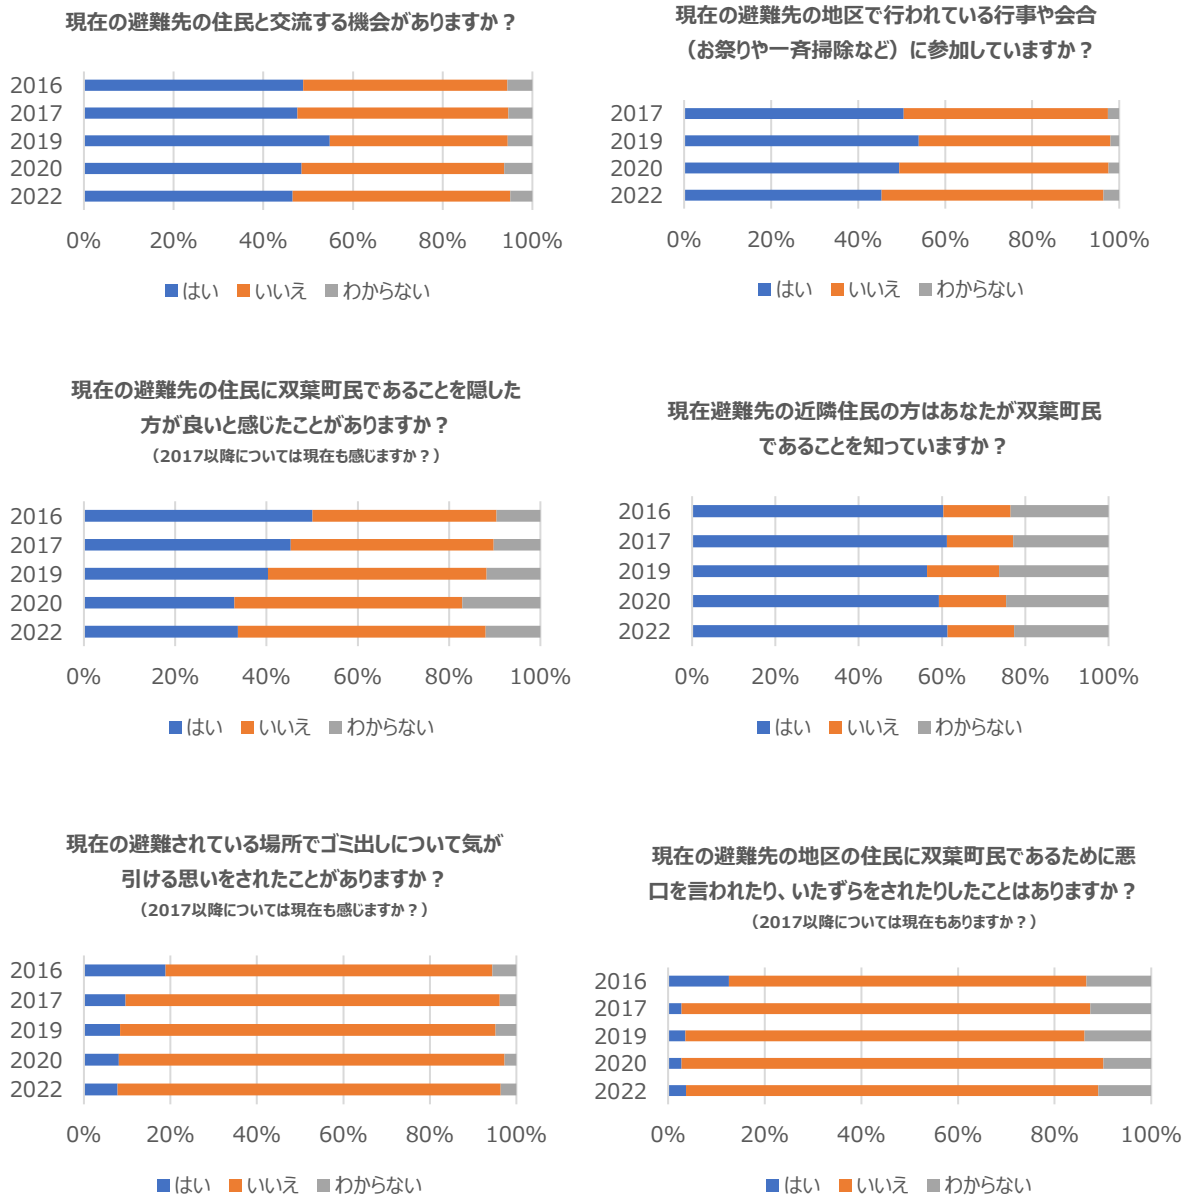 現在の避難先の住民と交流する機会がありますか？
2016
2017
2019
2020
2022
0% 20% 40% 60% 80% 100%
はい いいえ わからない
現在の避難先の地区で行われている行事や会合
（お祭りや一斉掃除など）に参加していますか？
2017
2019
2020
2022
0% 20% 40% 60% 80% 100%
はい いいえ わからない
現在の避難先の住民に双葉町民であることを隠した
方が良いと感じたことがありますか？
（2017以降については現在も感じますか？）
2016
2017
2019
2020
2022
0% 20% 40% 60% 80% 100%
はい いいえ わからない
現在避難先の近隣住民の方はあなたが双葉町民
であることを知っていますか？
2016
2017
2019
2020
2022
0% 20% 40% 60% 80% 100%
はい いいえ わからない
現在の避難されている場所でゴミ出しについて気が
引ける思いをされたことがありますか？
（2017以降については現在も感じますか？）
2016
2017
2019
2020
2022
0% 20% 40% 60% 80% 100%
はい いいえ わからない
現在の避難先の地区の住民に双葉町民であるために悪
口を言われたり、いたずらをされたりしたことはありますか？
（2017以降については現在もありますか？）
2016
2017
2019
2020
2022
0% 20% 40% 60% 80% 100%
はい いいえ わからない